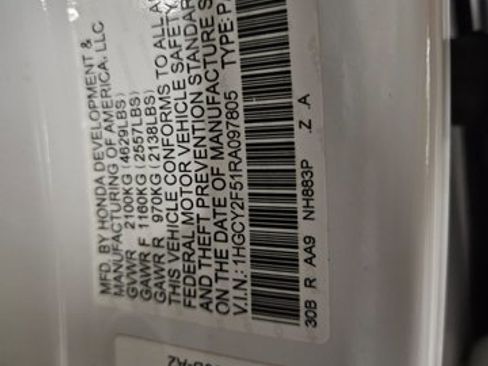 MFD. BY HONDA DEVELOPMENT &
MANUFACTURING OF AMERICA, LLC
GVWR 2100KG (4629LBS)
GAWR F 1160KG (2557LBS)
GAWR R 970KG (2138LBS)
THIS VEHICLE CONFORMS TO ALL
FEDERAL MOTOR VEHICLE SAFETY
AND THEFT PREVENTION STANDAR
ON THE DATE OF MANUFACTURE S
V.I.N.: 1HGCY2F51RA097805 TYPE: PA
30B R AA9 NH883P .Z .A